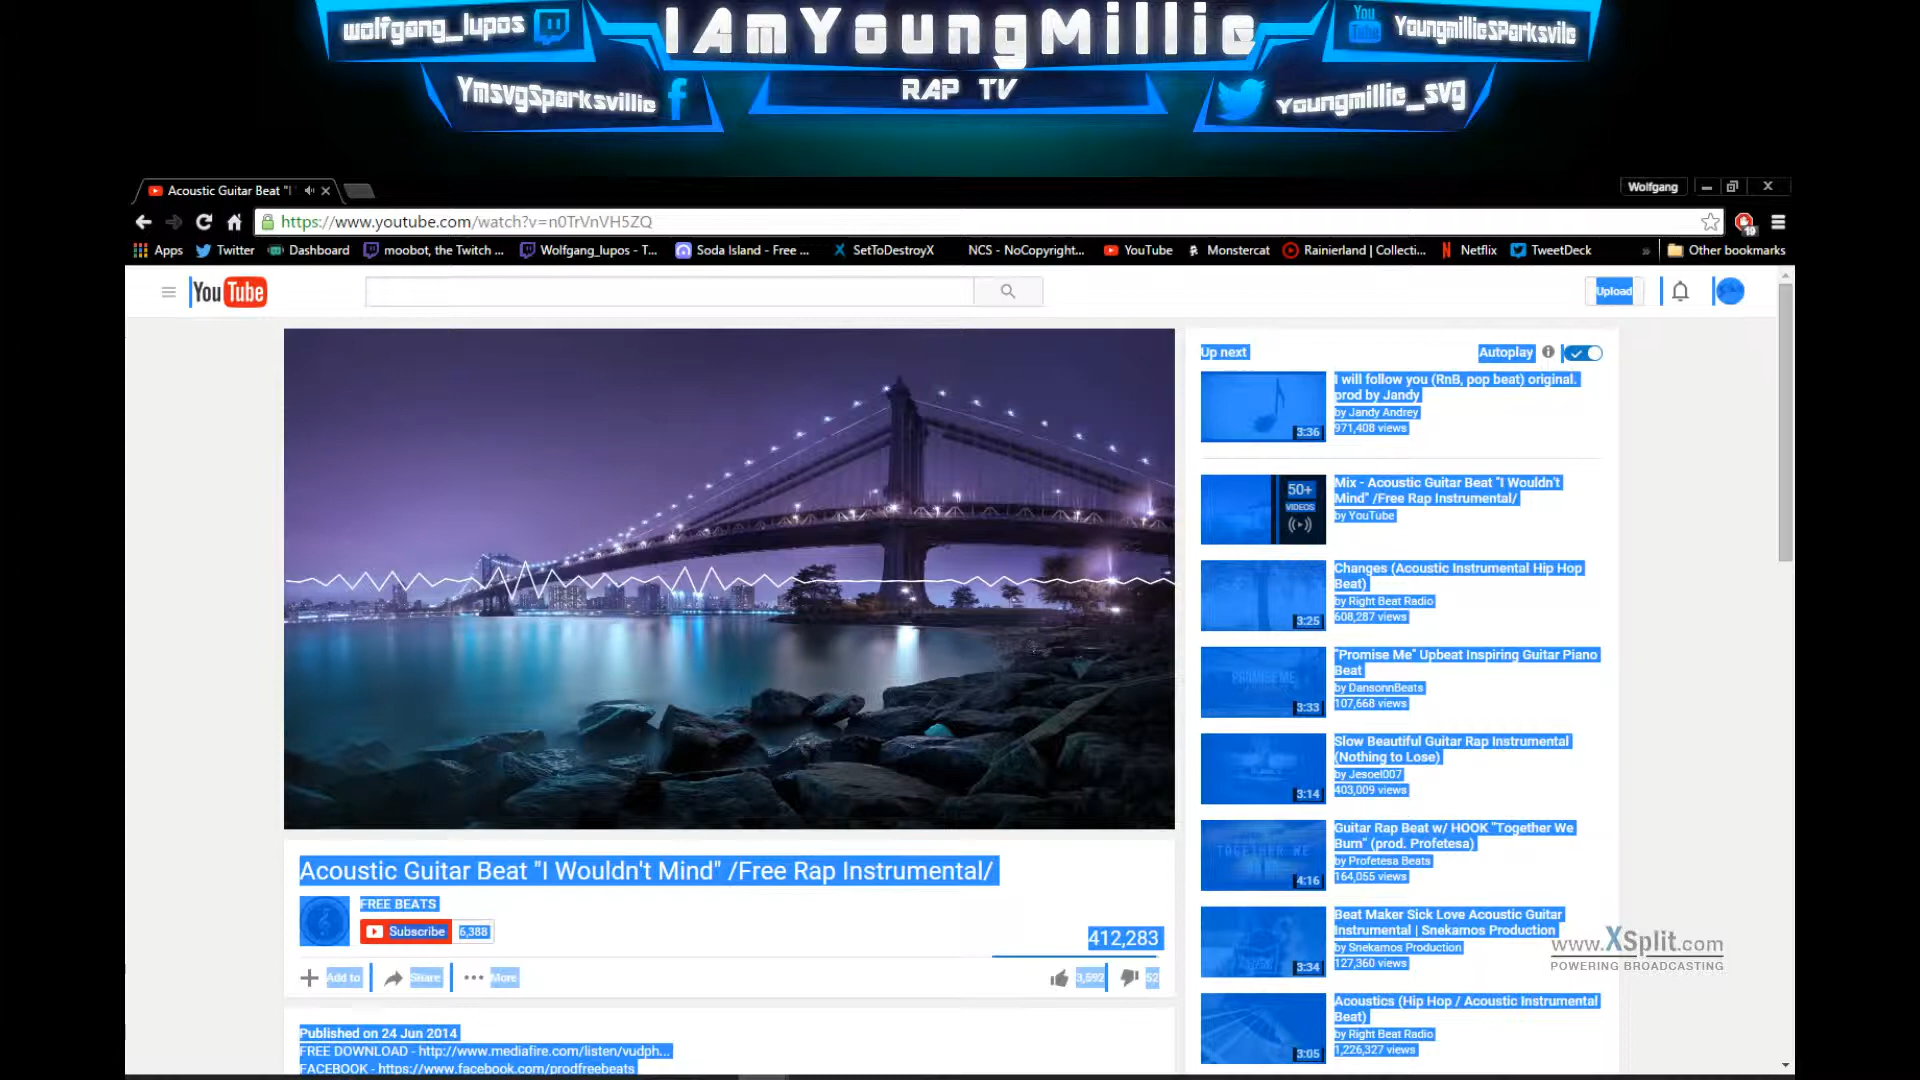 wolfgang_lupos
IAmYoungMillie
You Tube
YoungmillieSParksvile
YmsvgSparksvillie
RAP TV
Youngmillie_svg
Acoustic Guitar Beat "I
Wolfgang
https://www.youtube.com/watch?v=n0TrVnVH5ZQ
19
Apps
Twitter
Dashboard
moobot, the Twitch ...
Wolfgang_lupos - T...
Soda Island - Free ...
SetToDestroyX
NCS - NoCopyright...
YouTube
Monstercat
Rainierland | Collecti...
Netflix
TweetDeck
»
Other bookmarks
YouTube
Upload
Up next
Autoplay
I will follow you (RnB, pop beat) original.
prod by Jandy
by Jandy Andrey
971,408 views
3:36
Mix - Acoustic Guitar Beat "I Wouldn't
Mind" /Free Rap Instrumental/
by YouTube
50+
VIDEOS
Changes (Acoustic Instrumental Hip Hop
Beat)
by Right Beat Radio
608,287 views
3:25
"Promise Me" Upbeat Inspiring Guitar Piano
Beat
by DansonnBeats
107,668 views
PROMISE ME
3:33
Slow Beautiful Guitar Rap Instrumental
(Nothing to Lose)
by Jesoel007
403,009 views
3:14
Guitar Rap Beat w/ HOOK "Together We
Burn" (prod. Profetesa)
by Profetesa Beats
164,055 views
TOGETHER WE
4:16
Beat Maker Sick Love Acoustic Guitar
Instrumental | Snekamos Production
by Snekamos Production
127,360 views
3:34
Acoustics (Hip Hop / Acoustic Instrumental
Beat)
by Right Beat Radio
1,226,327 views
3:05
Acoustic Guitar Beat "I Wouldn't Mind" /Free Rap Instrumental/
FREE BEATS
Subscribe
6,388
412,283
Add to
Share
More
3,592
52
Published on 24 Jun 2014
FREE DOWNLOAD - http://www.mediafire.com/listen/vudph...
FACEBOOK - https://www.facebook.com/prodfreebeats
www.XSplit.com
POWERING BROADCASTING